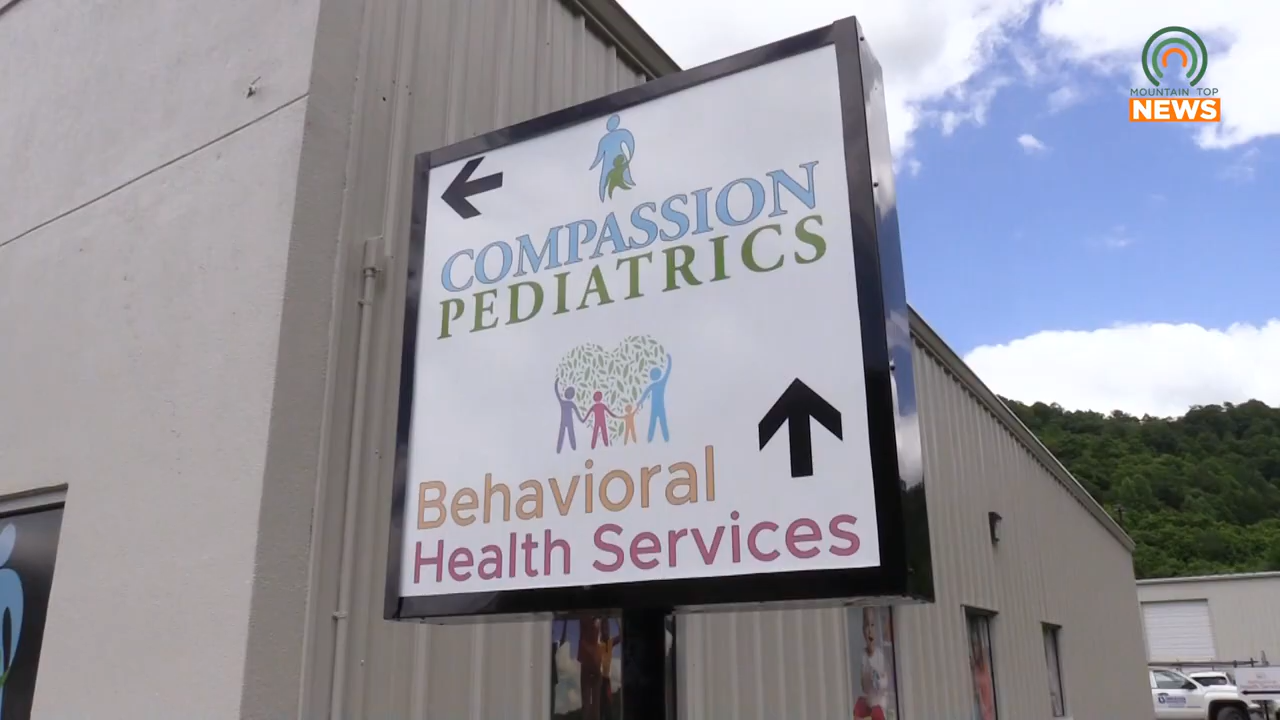 MOUNTAIN TOP
NEWS
COMPASSION
PEDIATRICS
Behavioral
Health Services